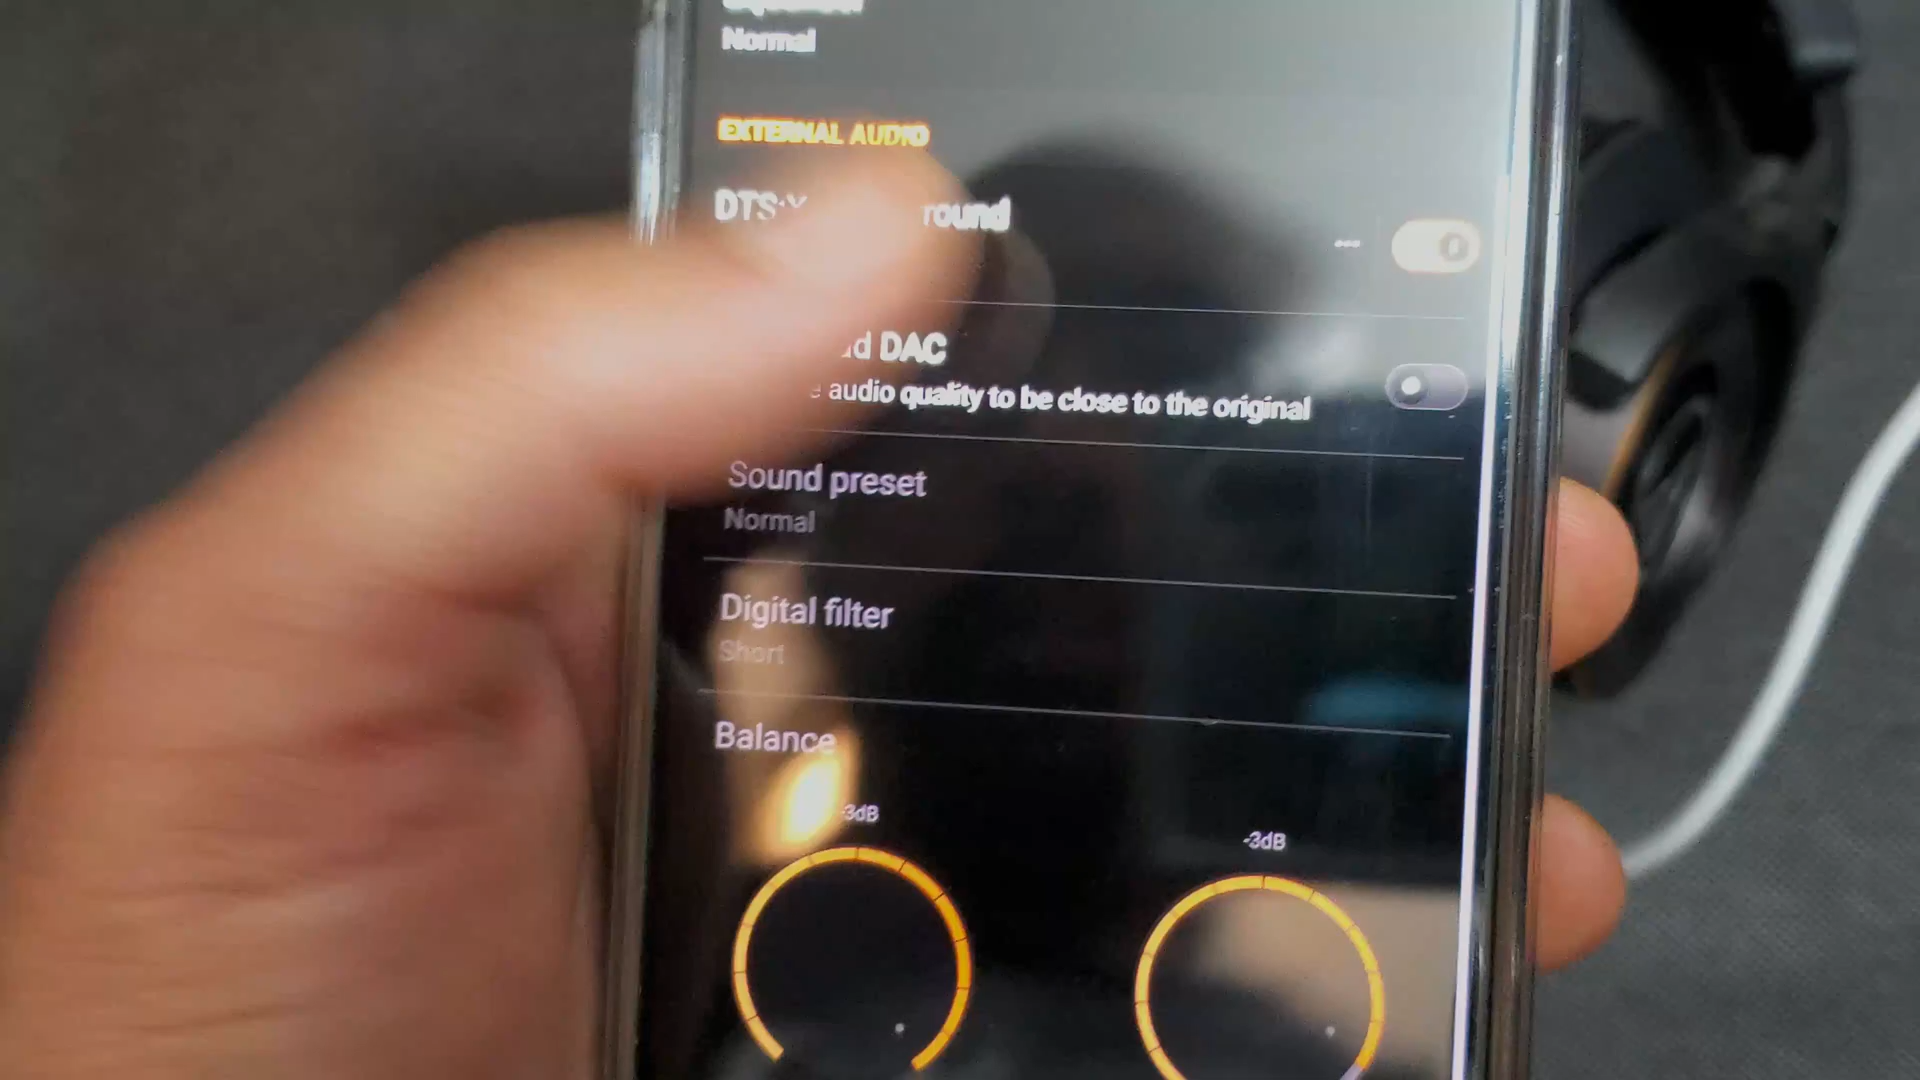 Normal
EXTERNAL AUDIO
DTS:X round
DAC
audio quality to be close to the original
Sound preset
Normal
Digital filter
Short
Balance
-3dB
-3dB